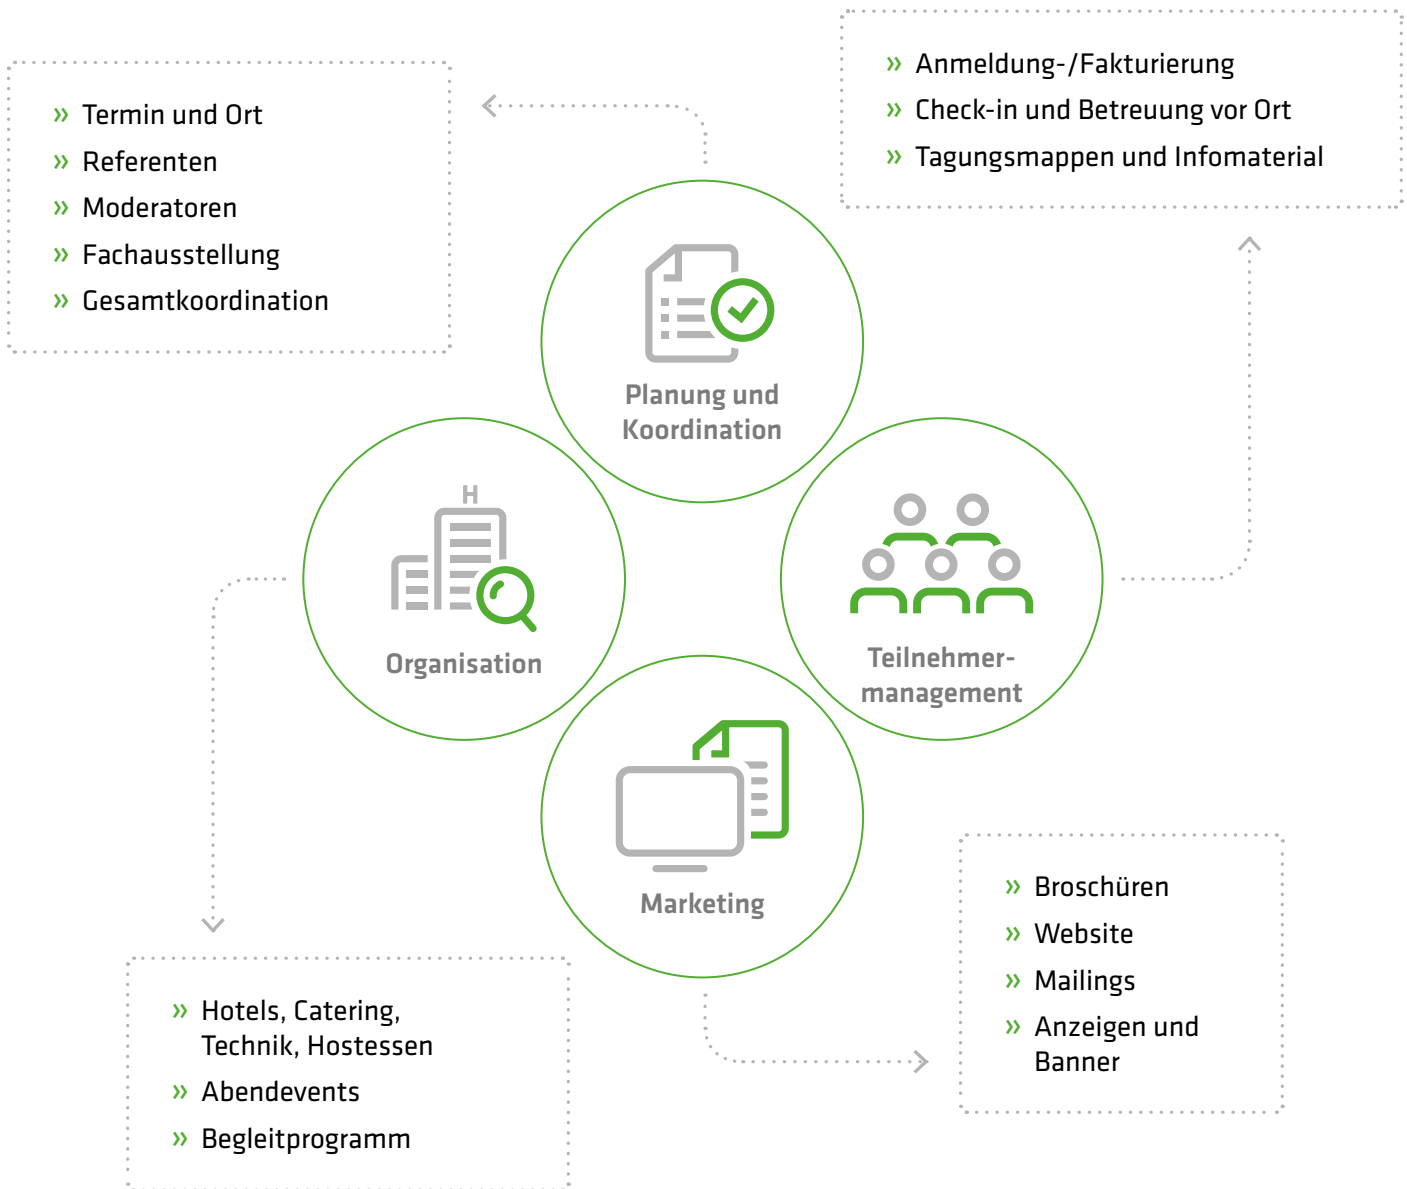 » Termin und Ort
» Referenten
» Moderatoren
» Fachausstellung
» Gesamtkoordination
» Anmeldung-/Fakturierung
» Check-in und Betreuung vor Ort
» Tagungsmappen und Infomaterial
Planung und
Koordination
H
Organisation
Teilnehmer-
management
Marketing
» Hotels, Catering,
Technik, Hostessen
» Abendevents
» Begleitprogramm
» Broschüren
» Website
» Mailings
» Anzeigen und
Banner